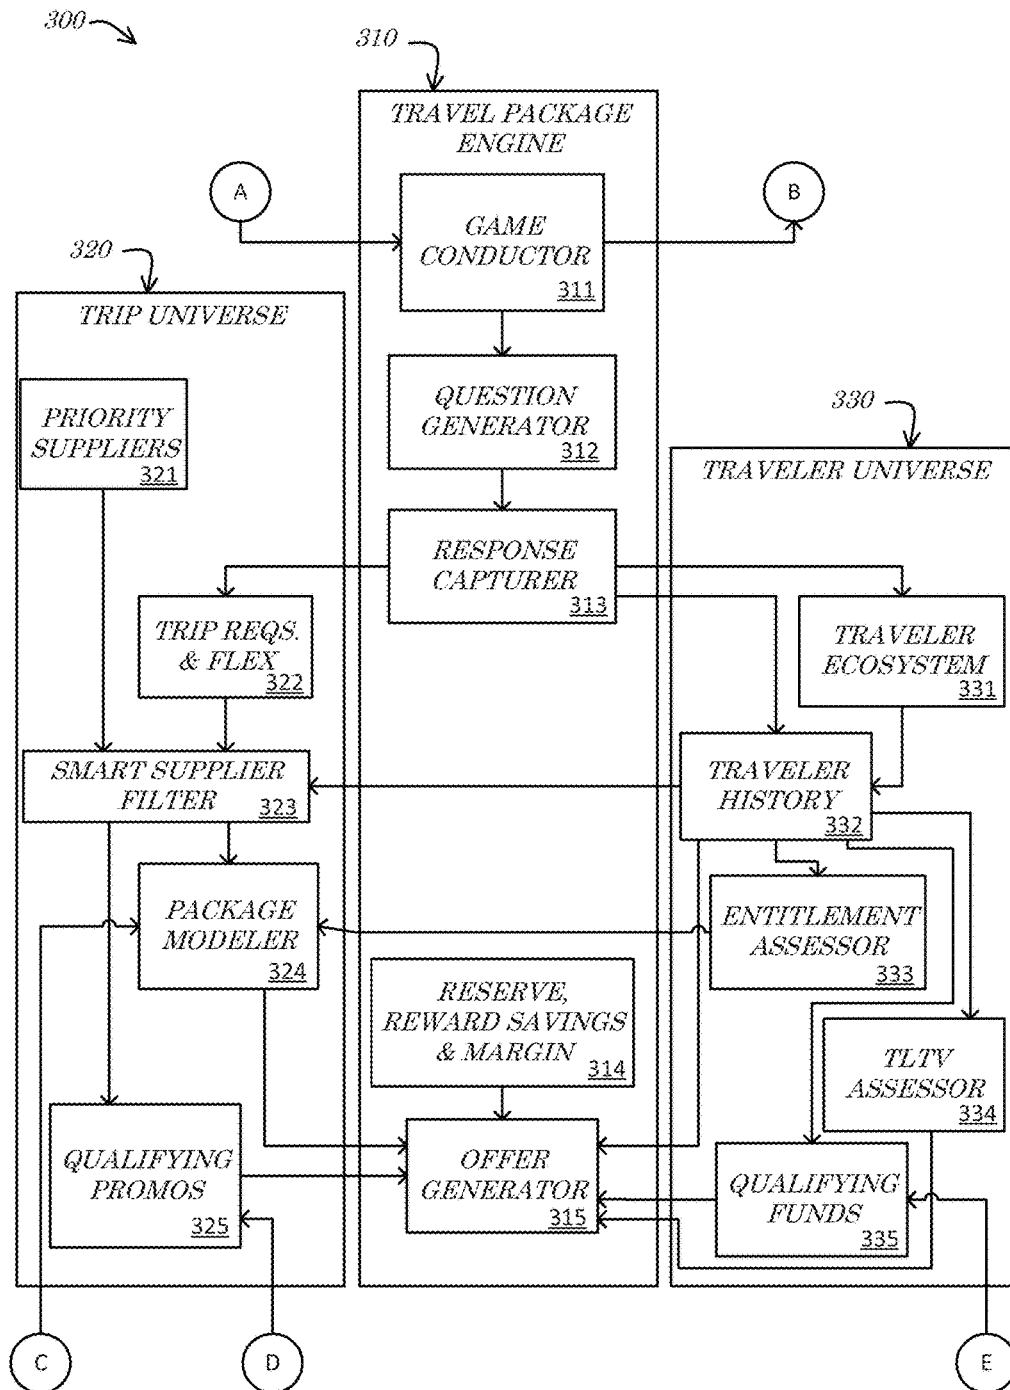 300
310
TRAVEL PACKAGE
ENGINE
A
B
GAME
CONDUCTOR
311
320
TRIP UNIVERSE
PRIORITY
SUPPLIERS
321
QUESTION
GENERATOR
312
330
TRAVELER UNIVERSE
RESPONSE
CAPTURER
313
TRIP REQS.
& FLEX
322
TRAVELER
ECOSYSTEM
331
SMART SUPPLIER
FILTER
323
TRAVELER
HISTORY
332
PACKAGE
MODELER
324
ENTITLEMENT
ASSESSOR
333
RESERVE,
REWARD SAVINGS
& MARGIN
314
TLTV
ASSESSOR
334
QUALIFYING
PROMOS
325
OFFER
GENERATOR
315
QUALIFYING
FUNDS
335
C
D
E